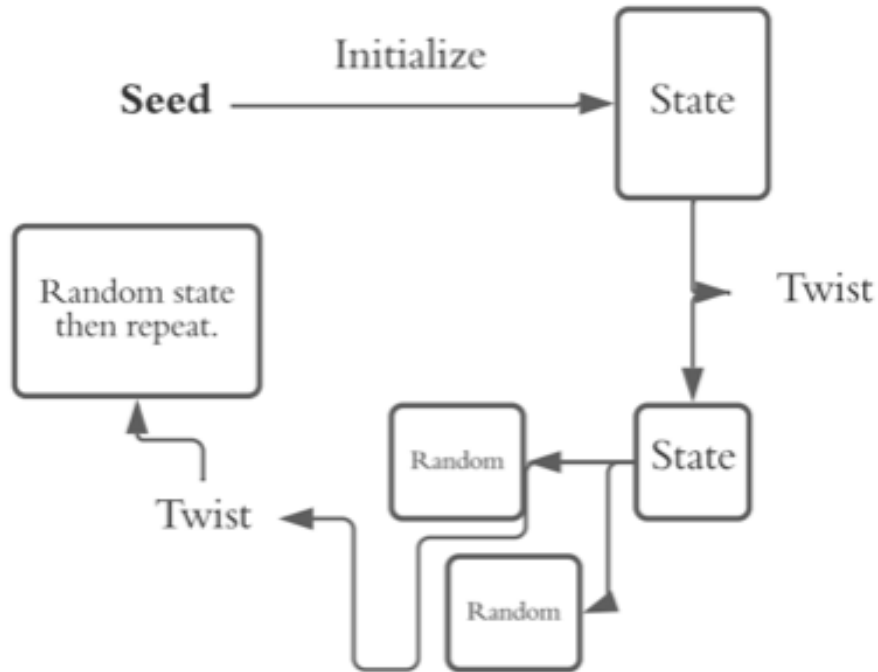 Initialize
Seed
State
Twist
Random state
then repeat.
Random
State
Twist
Random